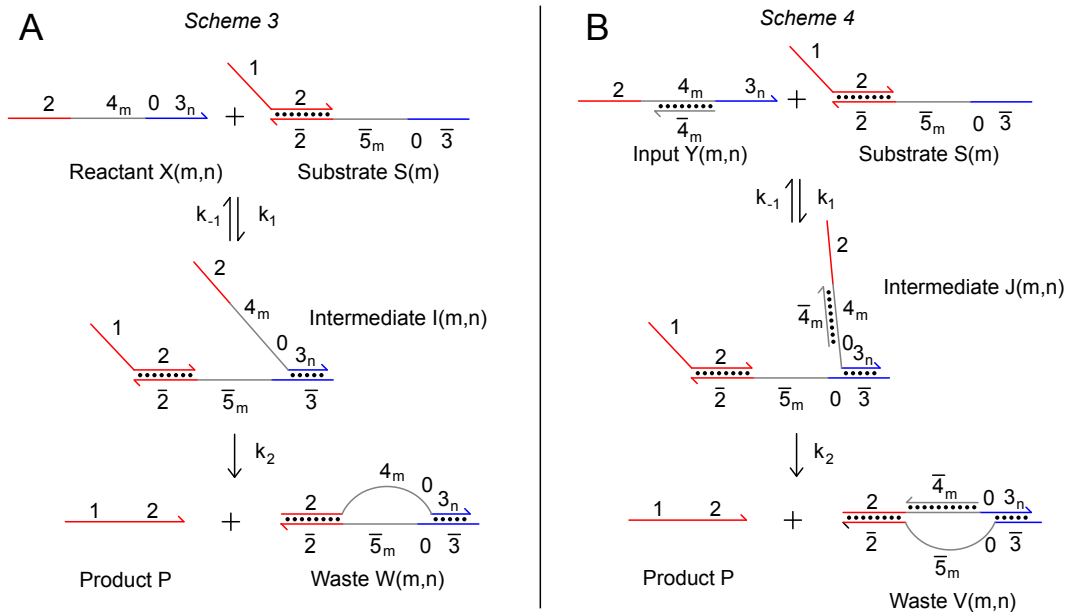 A
Scheme 3
1
2
4m
0
3n
+
2
2̅
5̅m
0
3̅
Reactant X(m,n)
Substrate S(m)
k-1
k1
2
4m
Intermediate I(m,n)
1
2
0
3n
2̅
5̅m
3̅
k2
4m
1
2
+
2
0
3n
2̅
5̅m
0
3̅
Product P
Waste W(m,n)
B
Scheme 4
1
2
4m
3n
+
2
4̅m
2̅
5̅m
0
3̅
Input Y(m,n)
Substrate S(m)
k-1
k1
2
Intermediate J(m,n)
4̅m
4m
1
2
0
3n
2̅
5̅m
0
3̅
k2
4̅m
1
2
+
2
0
3n
2̅
5̅m
0
3̅
Product P
Waste V(m,n)